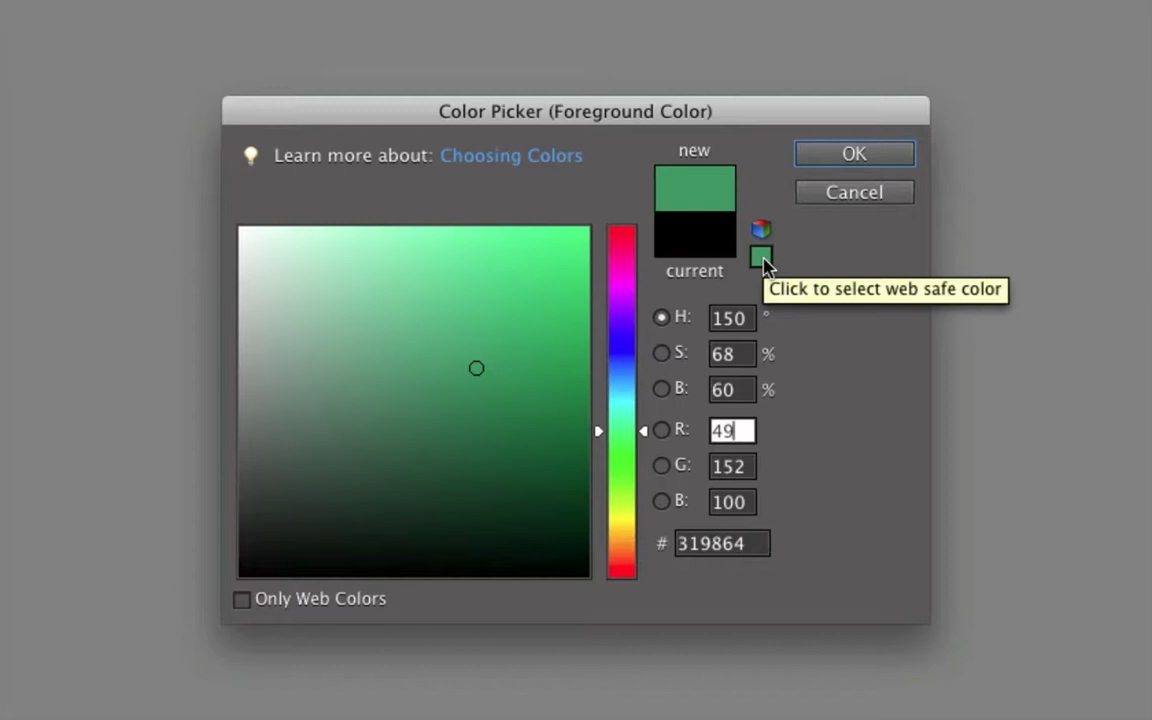 Color Picker (Foreground Color)
Learn more about: Choosing Colors
new
OK
Cancel
current
Click to select web safe color
H: 150 °
S: 68 %
B: 60 %
R: 49
G: 152
B: 100
# 319864
Only Web Colors